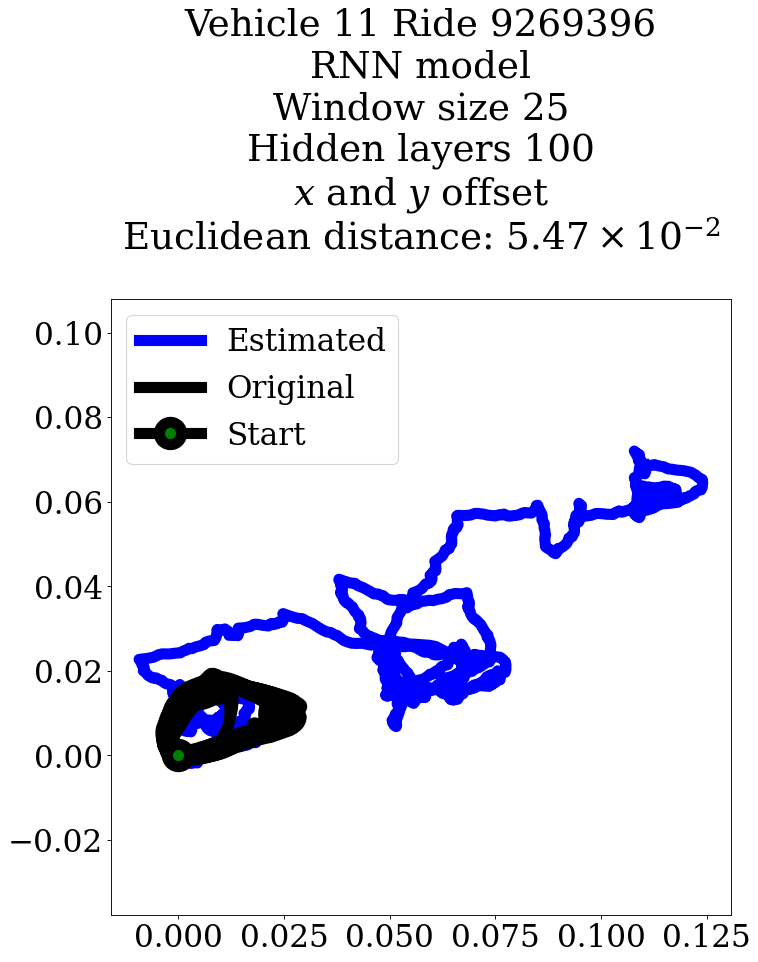 Vehicle 11 Ride 9269396
RNN model
Window size 25
Hidden layers 100
x and y offset
Euclidean distance: 5.47 × 10⁻²
Estimated
Original
Start
0.10
0.08
0.06
0.04
0.02
0.00
−0.02
0.000 0.025 0.050 0.075 0.100 0.125